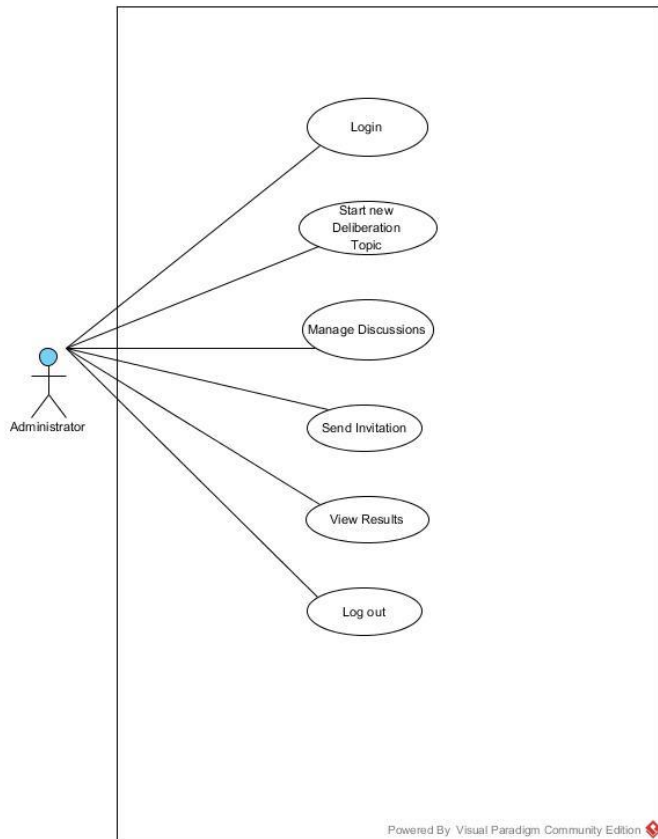 Login
Start new
Deliberation
Topic
Manage Discussions
Administrator
Send Invitation
View Results
Log out
Powered By Visual Paradigm Community Edition